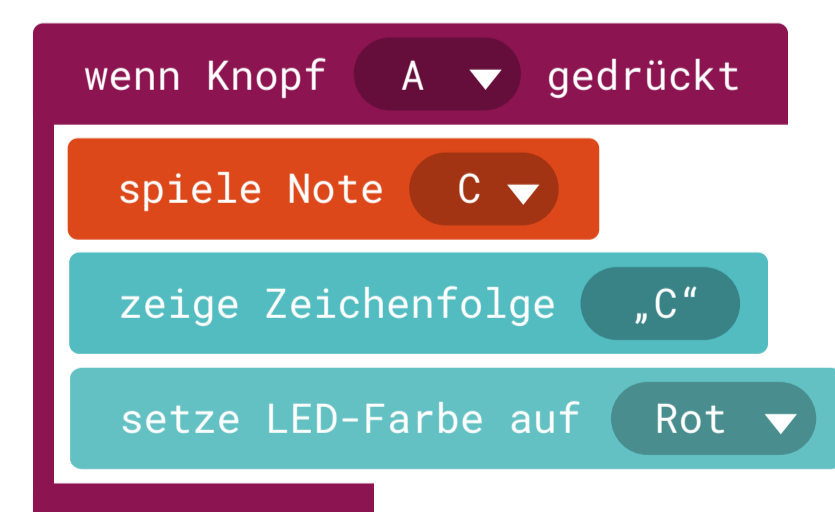 wenn Knopf A gedrückt
spiele Note C
zeige Zeichenfolge „C“
setze LED-Farbe auf Rot